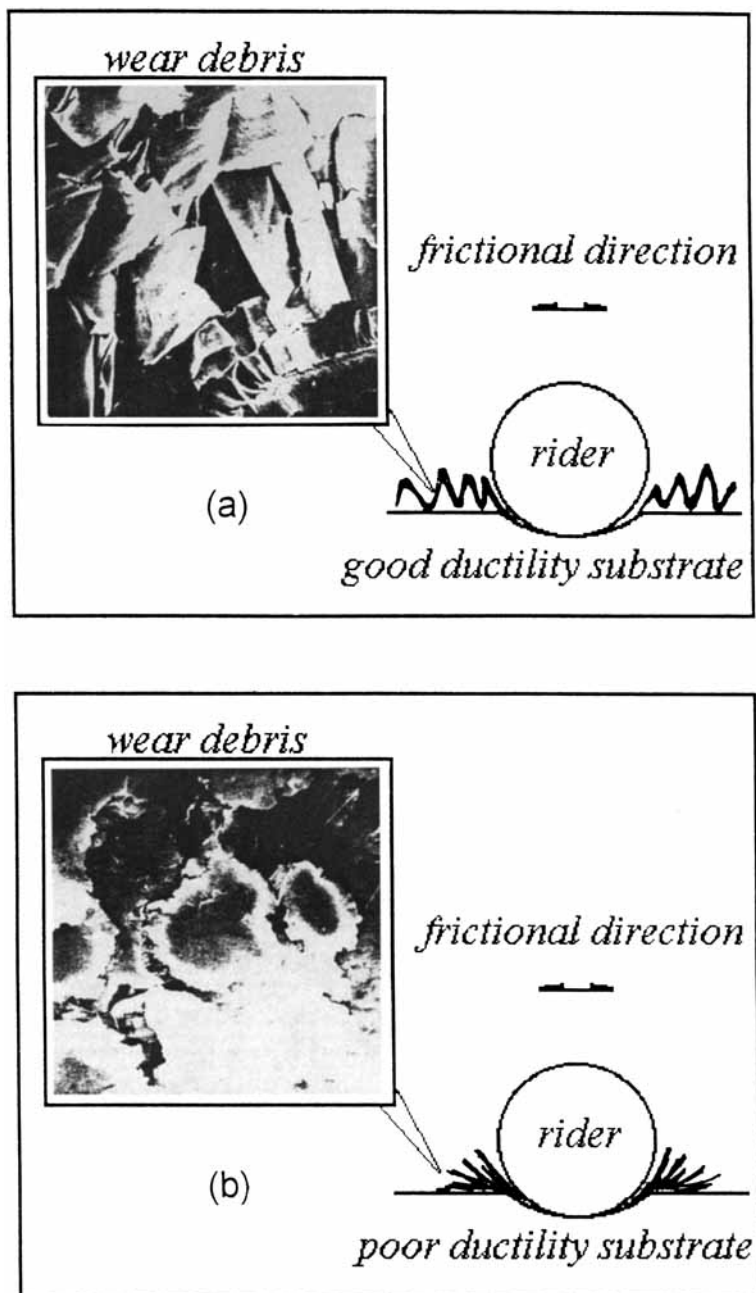 wear debris
frictional direction
rider
(a)
good ductility substrate
wear debris
frictional direction
rider
(b)
poor ductility substrate